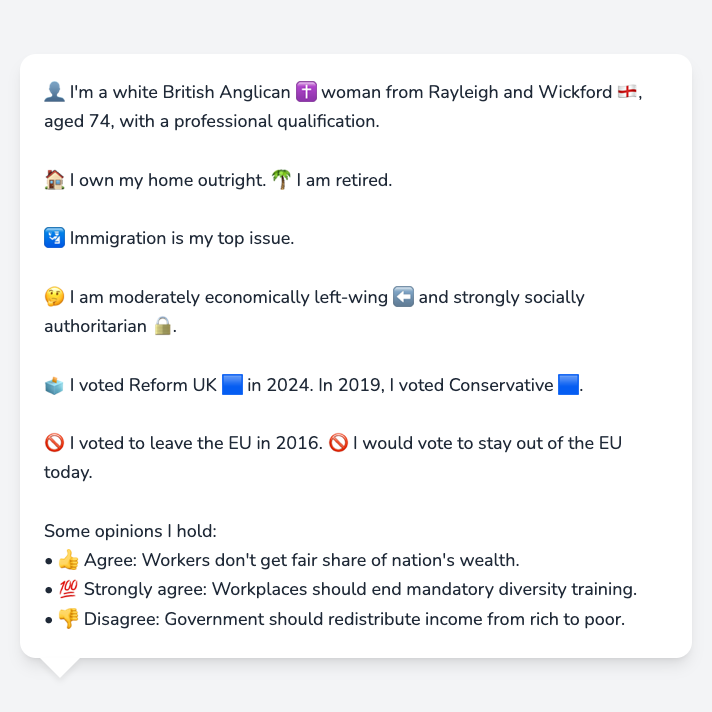 👤 I'm a white British Anglican ✝️ woman from Rayleigh and Wickford 🏴󠁧󠁢󠁥󠁮󠁧󠁿,
aged 74, with a professional qualification.
🏠 I own my home outright. 🌴 I am retired.
🛂 Immigration is my top issue.
🤔 I am moderately economically left-wing ⬅️ and strongly socially
authoritarian 🔒.
🗳️ I voted Reform UK 🟦 in 2024. In 2019, I voted Conservative 🟦.
🚫 I voted to leave the EU in 2016. 🚫 I would vote to stay out of the EU
today.
Some opinions I hold:
• 👍 Agree: Workers don't get fair share of nation's wealth.
• 💯 Strongly agree: Workplaces should end mandatory diversity training.
• 👎 Disagree: Government should redistribute income from rich to poor.